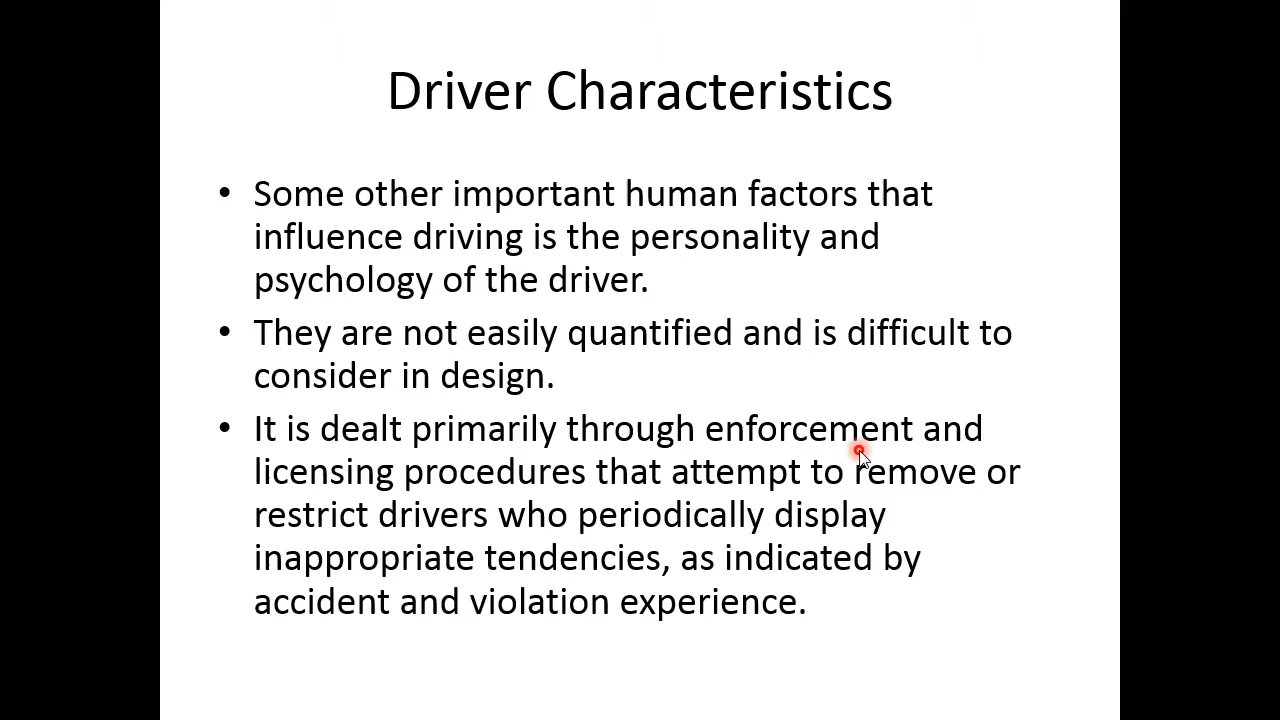 Driver Characteristics
• Some other important human factors that
influence driving is the personality and
psychology of the driver.
• They are not easily quantified and is difficult to
consider in design.
• It is dealt primarily through enforcement and
licensing procedures that attempt to remove or
restrict drivers who periodically display
inappropriate tendencies, as indicated by
accident and violation experience.